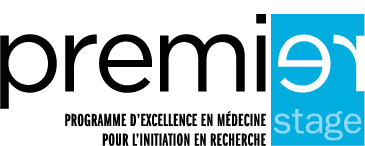 premier
PROGRAMME D'EXCELLENCE EN MÉDECINE
POUR L'INITIATION EN RECHERCHE
stage